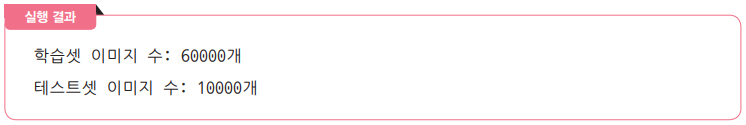 실행 결과
학습셋 이미지 수: 60000개
테스트셋 이미지 수: 10000개